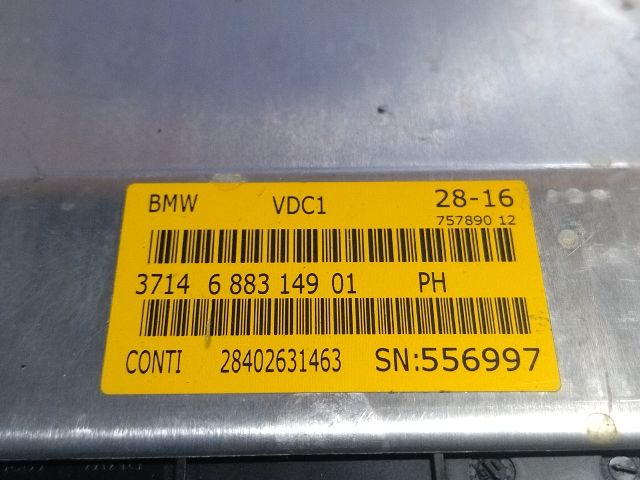 BMW VDC1 28-16
757890 12
3714 6 883 149 01 PH
CONTI 28402631463 SN:556997